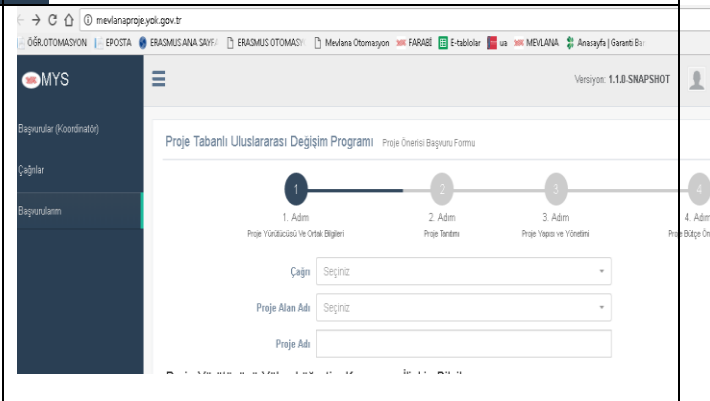 mevlanaproje.yok.gov.tr
ÖĞR.OTOMASYON EPOSTA ERASMUS ANA SAYFA ERASMUS OTOMASY MevIana Otomasyon FARABİ E-tablolar ua MEVLANA Anasayfa | Garanti Ba
MYS
Versiyon: 1.1.0-SNAPSHOT
Başvurular (Koordinatör)
Çağrılar
Başvurularım
Proje Tabanlı Uluslararası Değişim Programı Proje Önerisi Başvuru Formu
1 2 3 4
1. Adım 2. Adım 3. Adım 4. Adım
Proje Yürütücüsü Ve Ortak Bilgileri Proje Tanıtımı Proje Yapısı ve Yönetimi Proje Bütçe Ön
Çağrı Seçiniz
Proje Alan Adı Seçiniz
Proje Adı